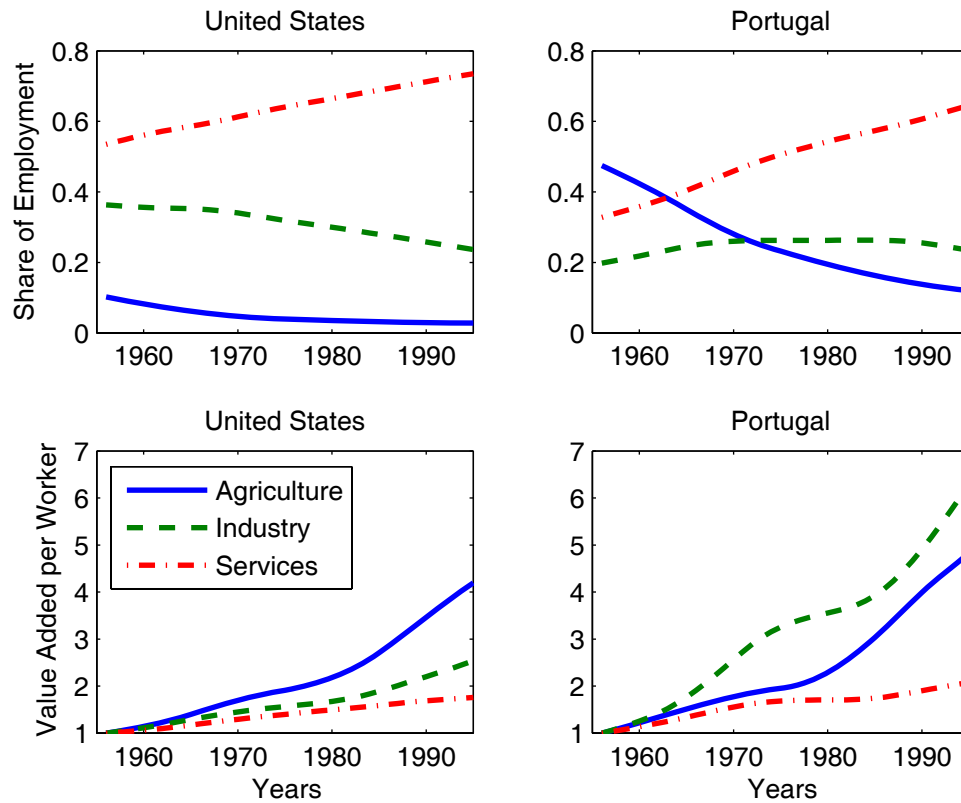 United States
Portugal
Share of Employment
0.8
0.6
0.4
0.2
0
1960 1970 1980 1990
0.8
0.6
0.4
0.2
0
1960 1970 1980 1990
United States
Portugal
Value Added per Worker
7
6
5
4
3
2
1
Agriculture
Industry
Services
1960 1970 1980 1990
Years
7
6
5
4
3
2
1
1960 1970 1980 1990
Years